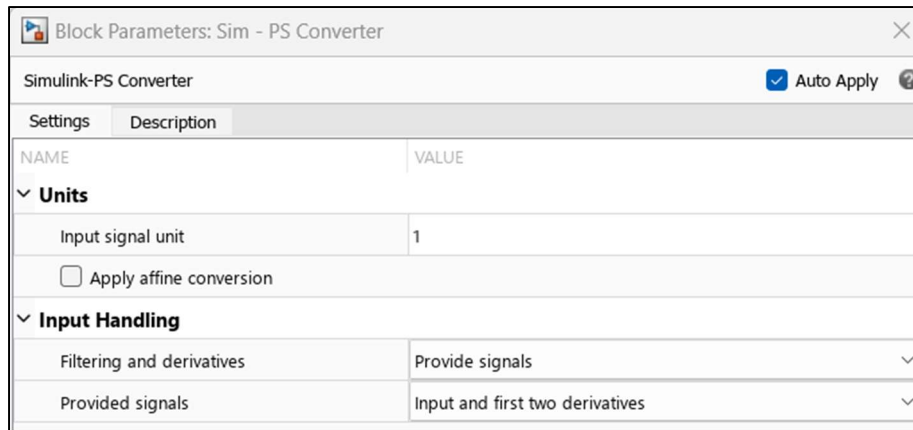 Block Parameters: Sim - PS Converter
Simulink-PS Converter Auto Apply
Settings Description
NAME VALUE
Units
Input signal unit 1
Apply affine conversion
Input Handling
Filtering and derivatives Provide signals
Provided signals Input and first two derivatives